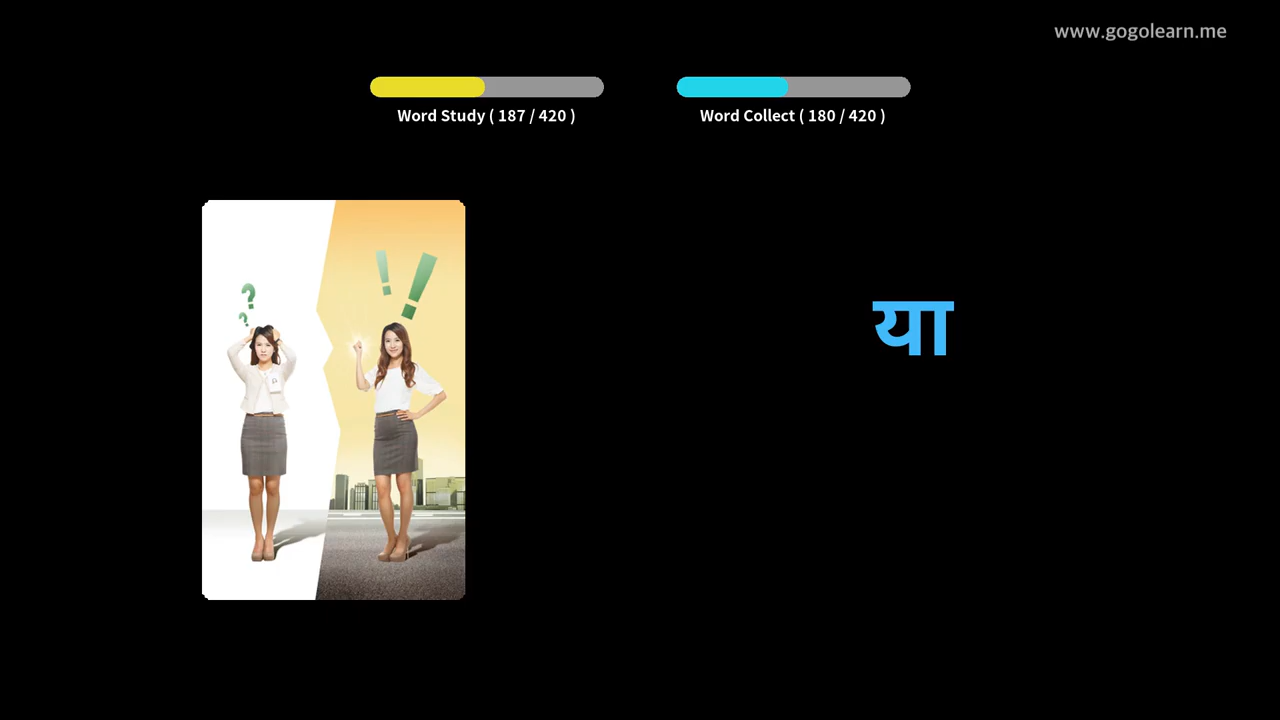 www.gogolearn.me
Word Study ( 187 / 420 )
Word Collect ( 180 / 420 )
? ?
! !
या